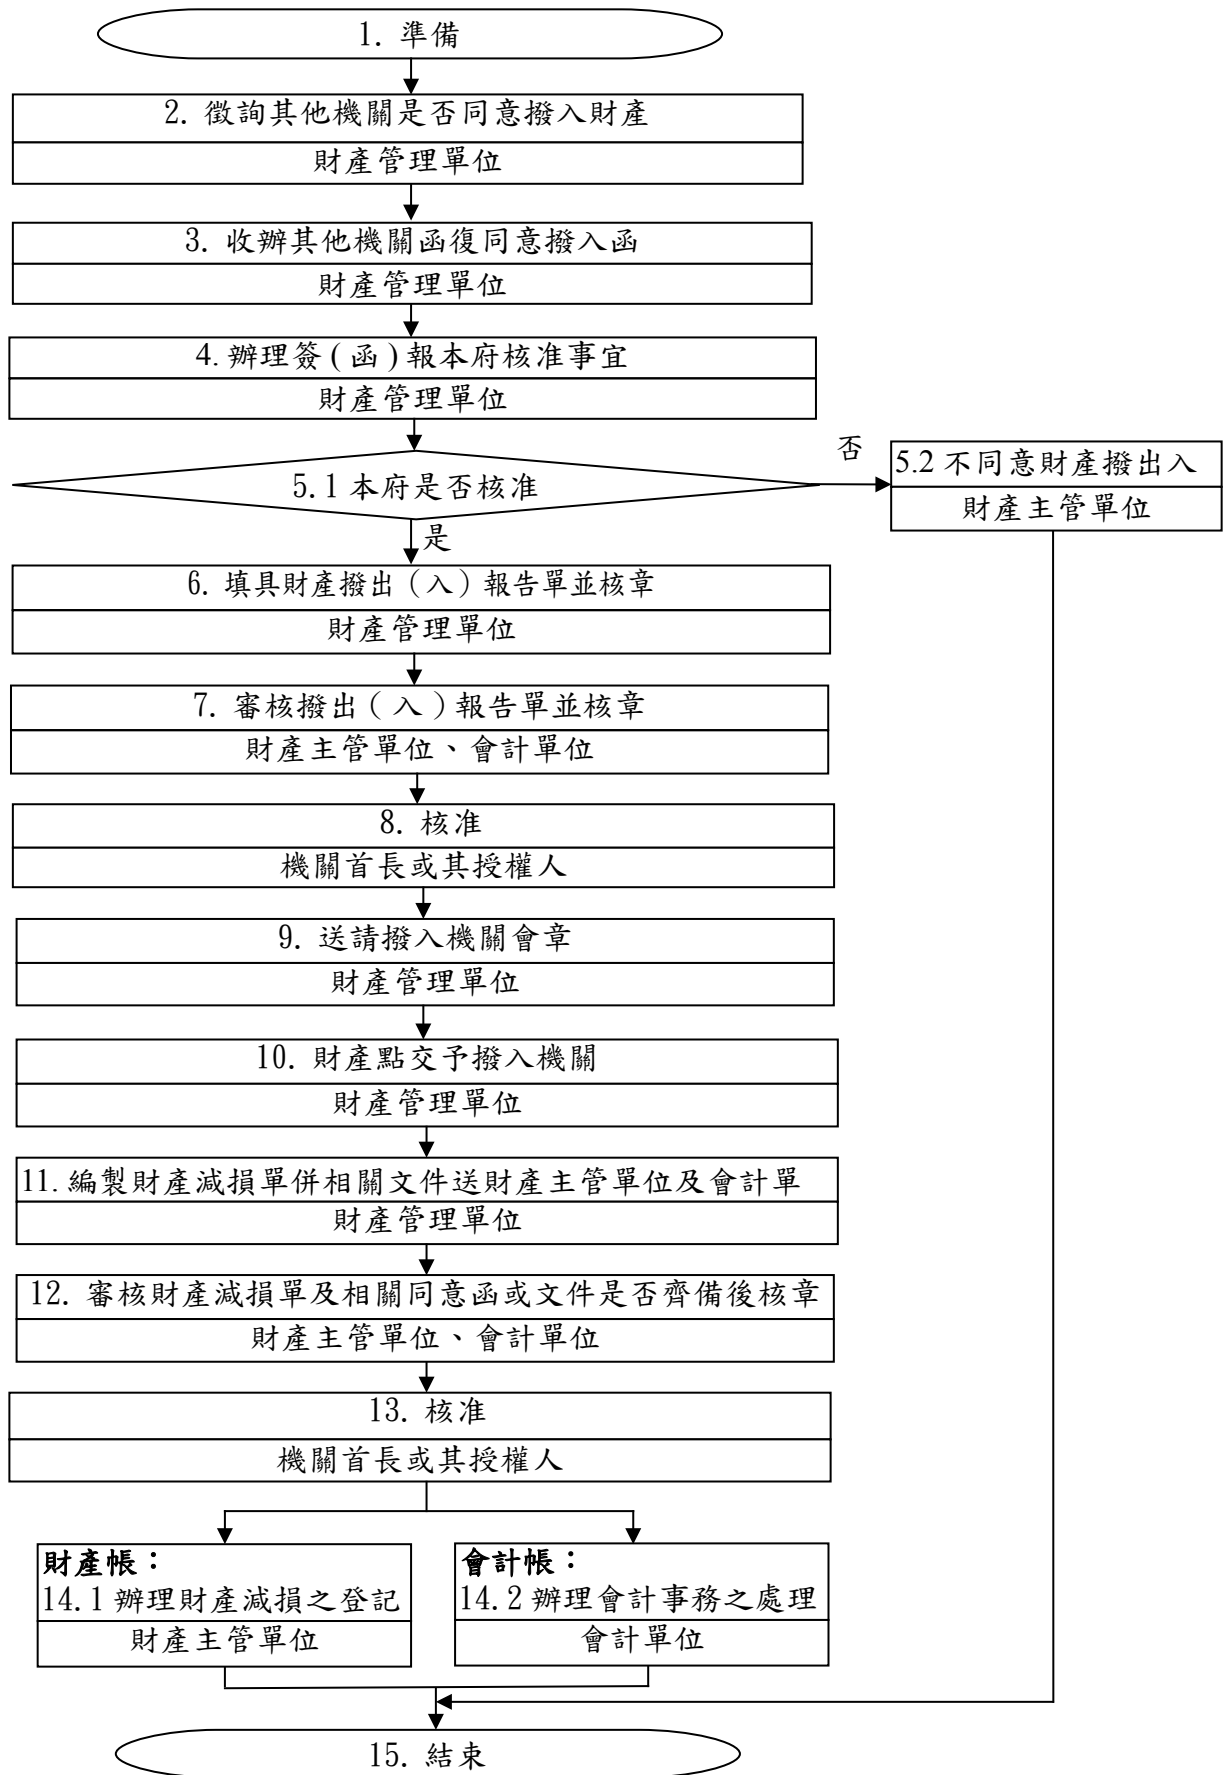 1. 準備
2. 徵詢其他機關是否同意撥入財產
財產管理單位
3. 收辦其他機關函復同意撥入函
財產管理單位
4.辦理簽(函)報本府核准事宜
財產管理單位
5.1 本府是否核准
否
5.2 不同意財產撥出入
財產主管單位
是
6. 填具財產撥出（入）報告單並核章
財產管理單位
7. 審核撥出（入）報告單並核章
財產主管單位、會計單位
8. 核准
機關首長或其授權人
9. 送請撥入機關會章
財產管理單位
10. 財產點交予撥入機關
財產管理單位
11.編製財產減損單併相關文件送財產主管單位及會計單
財產管理單位
12. 審核財產減損單及相關同意函或文件是否齊備後核章
財產主管單位、會計單位
13. 核准
機關首長或其授權人
財產帳：
14.1 辦理財產減損之登記
財產主管單位
會計帳：
14.2 辦理會計事務之處理
會計單位
15. 結束